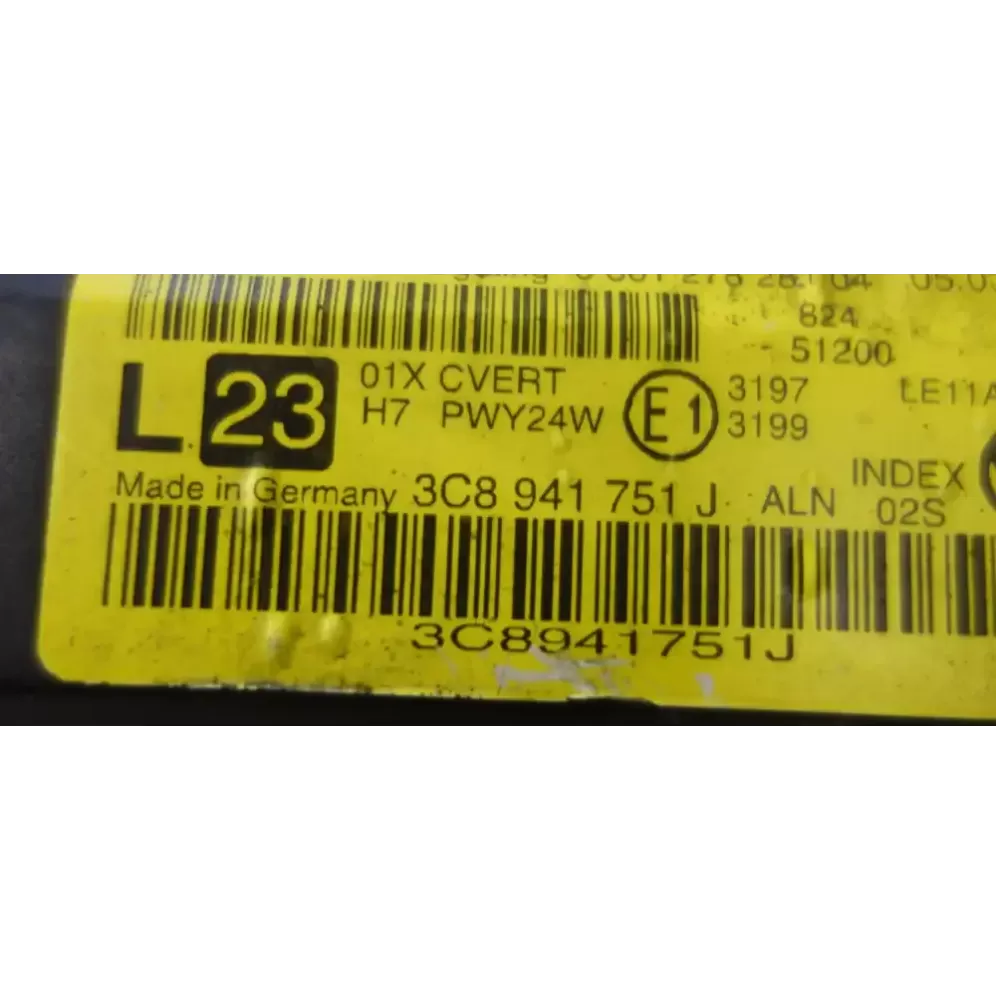 824
51200
L 23
01X CVERT
H7 PWY24W
E1
3197
3199
LE11A
Made in Germany 3C8 941 751 J ALN
INDEX
02S
3C8941751J